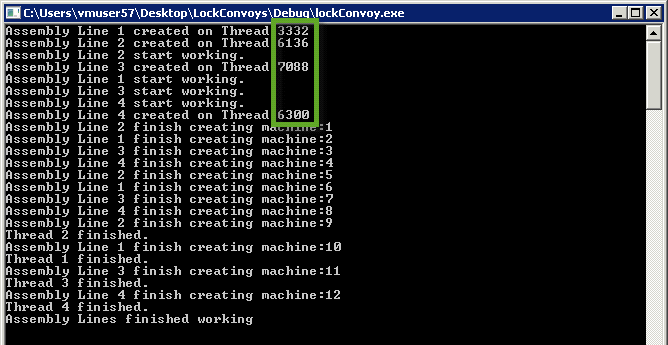 C:\Users\vmuser57\Desktop\LockConvoys\Debug\lockConvoy.exe
Assembly Line 1 created on Thread 3332
Assembly Line 2 created on Thread 6136
Assembly Line 2 start working.
Assembly Line 3 created on Thread 7088
Assembly Line 1 start working.
Assembly Line 3 start working.
Assembly Line 4 start working.
Assembly Line 4 created on Thread 6300
Assembly Line 2 finish creating machine:1
Assembly Line 1 finish creating machine:2
Assembly Line 3 finish creating machine:3
Assembly Line 4 finish creating machine:4
Assembly Line 2 finish creating machine:5
Assembly Line 1 finish creating machine:6
Assembly Line 3 finish creating machine:7
Assembly Line 4 finish creating machine:8
Assembly Line 2 finish creating machine:9
Thread 2 finished.
Assembly Line 1 finish creating machine:10
Thread 1 finished.
Assembly Line 3 finish creating machine:11
Thread 3 finished.
Assembly Line 4 finish creating machine:12
Thread 4 finished.
Assembly Lines finished working